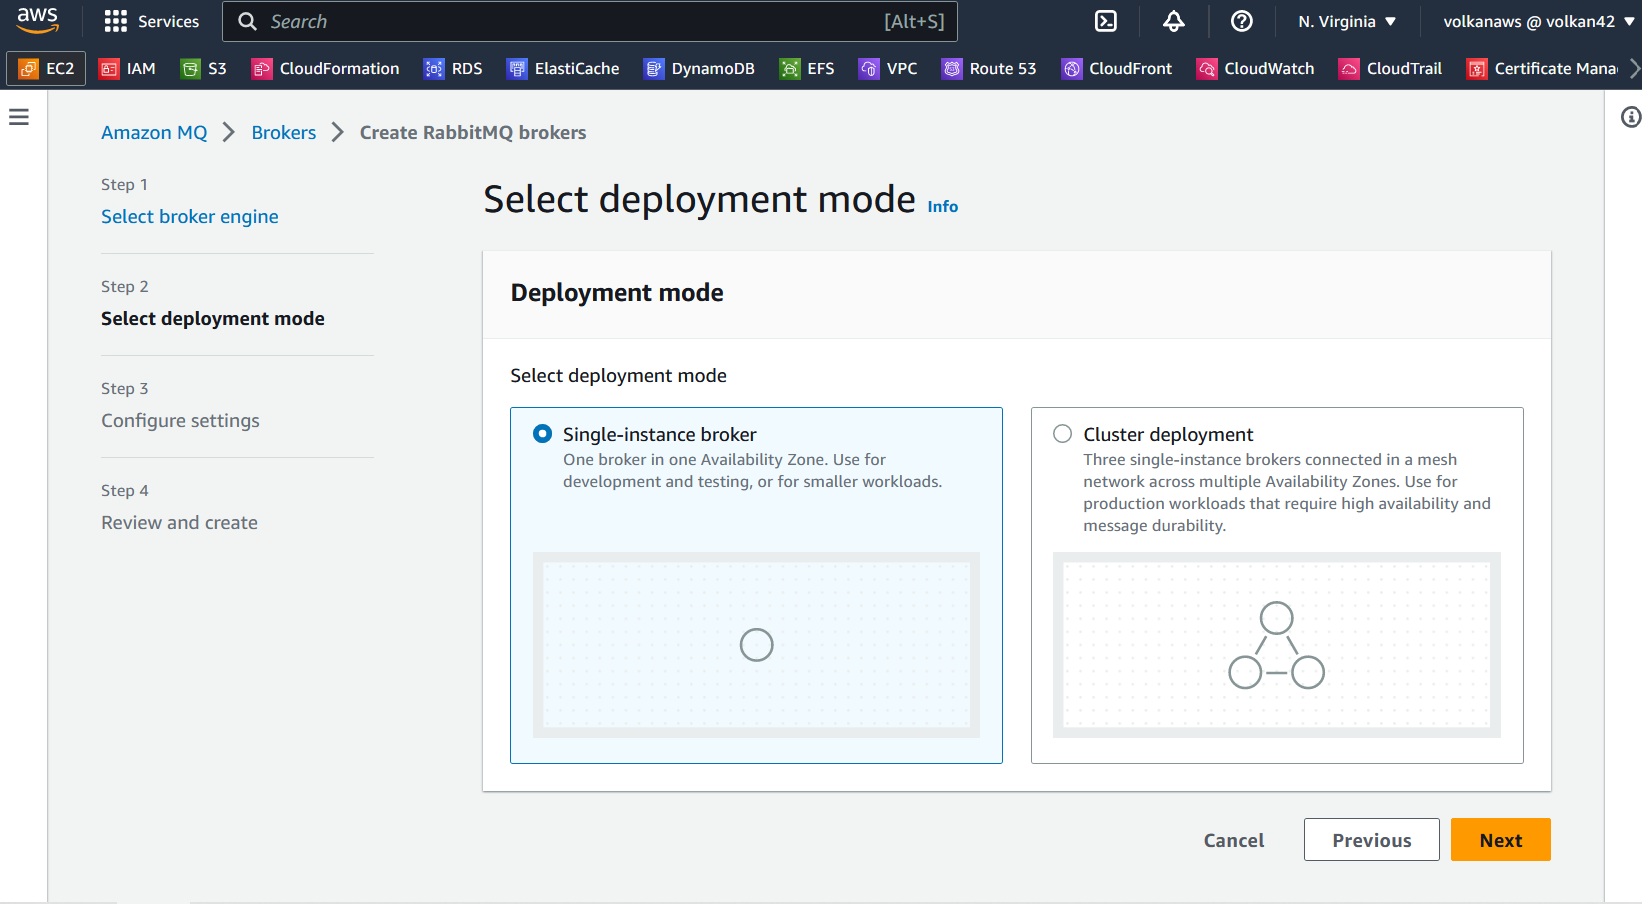 aws
Services
Search
[Alt+S]
N. Virginia
volkanaws @ volkan42
EC2
IAM
S3
CloudFormation
RDS
ElastiCache
DynamoDB
EFS
VPC
Route 53
CloudFront
CloudWatch
CloudTrail
Certificate Mana
Amazon MQ
Brokers
Create RabbitMQ brokers
Step 1
Select broker engine
Step 2
Select deployment mode
Step 3
Configure settings
Step 4
Review and create
Select deployment mode Info
Deployment mode
Select deployment mode
Single-instance broker
One broker in one Availability Zone. Use for
development and testing, or for smaller workloads.
Cluster deployment
Three single-instance brokers connected in a mesh
network across multiple Availability Zones. Use for
production workloads that require high availability and
message durability.
Cancel
Previous
Next